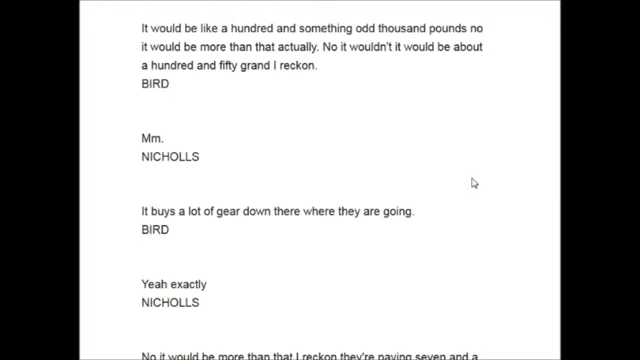 It would be like a hundred and something odd thousand pounds no
it would be more than that actually. No it wouldn't it would be about
a hundred and fifty grand I reckon.
BIRD
Mm.
NICHOLLS
It buys a lot of gear down there where they are going.
BIRD
Yeah exactly
NICHOLLS
No it would be more than that I reckon they're paying seven and a